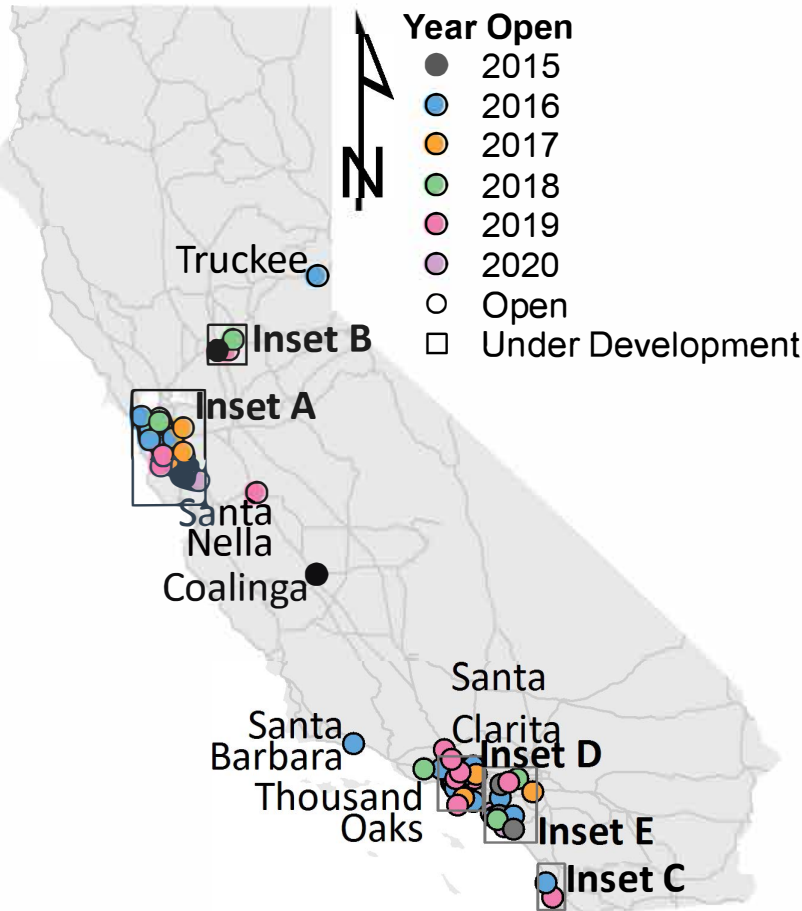 Year Open
2015
2016
2017
2018
2019
2020
Open
Under Development
N
Truckee
Inset B
Inset A
Santa
Nella
Coalinga
Santa
Clarita
Santa
Barbara
Inset D
Thousand
Oaks
Inset E
Inset C